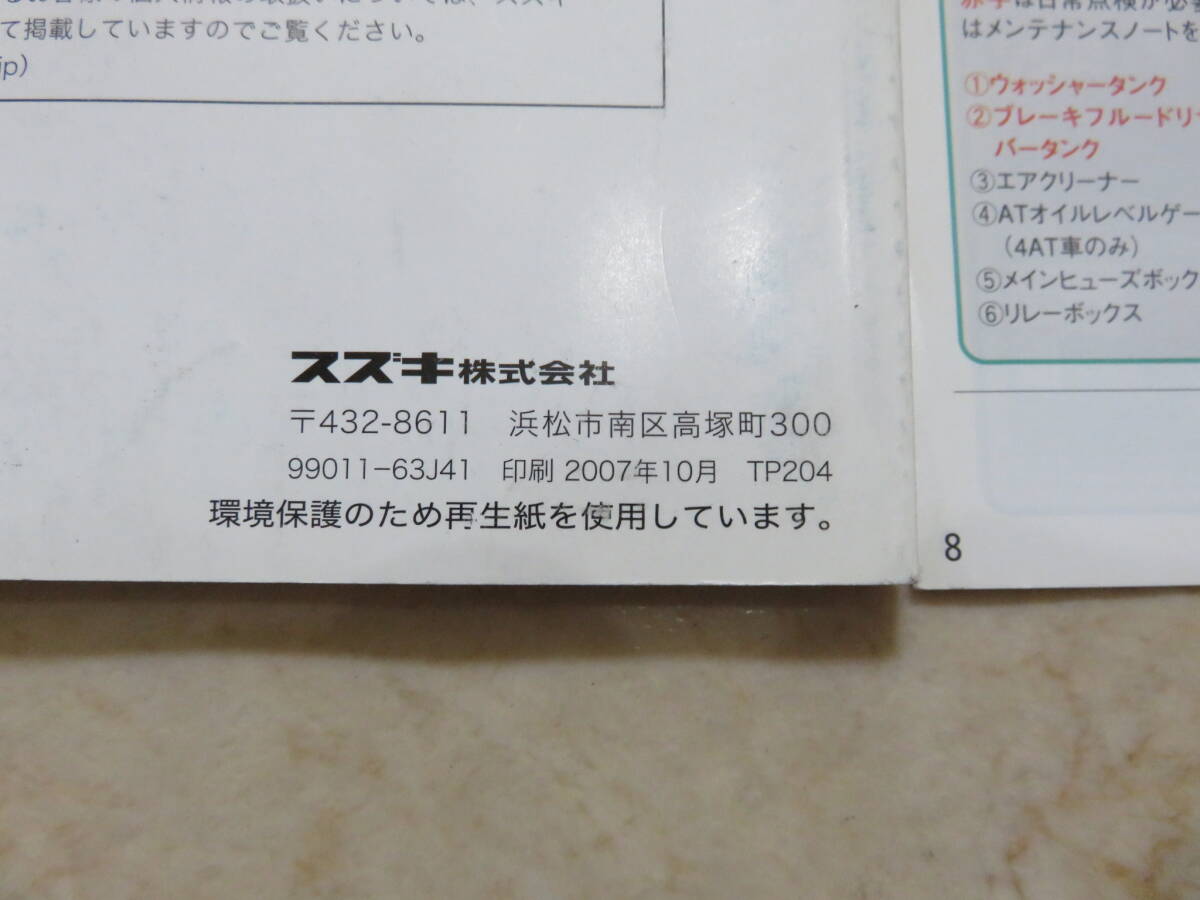 て掲載していますのでご覧ください。
jp)
スズキ株式会社
〒432-8611 浜松市南区高塚町300
99011-63J41 印刷 2007年10月 TP204
環境保護のため再生紙を使用しています。
はメンテナンスノートを
①ウォッシャータンク
②ブレーキフルードリ
バータンク
③エアクリーナー
④ATオイルレベルゲー
(4AT車のみ)
⑤メインヒューズボック
⑥リレーボックス
8